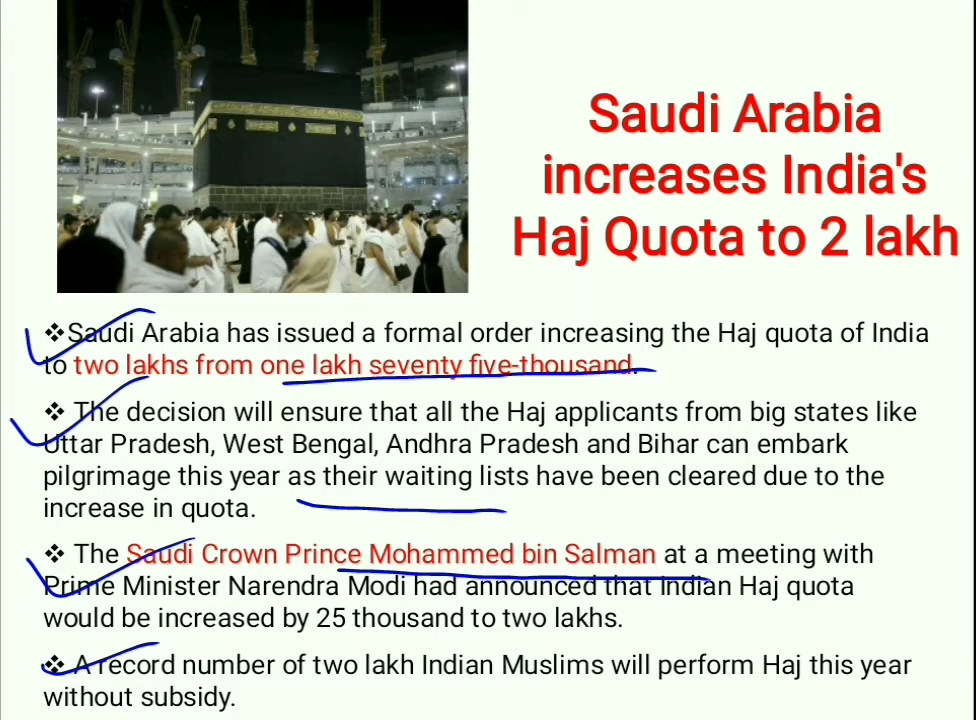 Saudi Arabia
increases India's
Haj Quota to 2 lakh
❖Saudi Arabia has issued a formal order increasing the Haj quota of India
to two lakhs from one lakh seventy five-thousand.
❖ The decision will ensure that all the Haj applicants from big states like
Uttar Pradesh, West Bengal, Andhra Pradesh and Bihar can embark
pilgrimage this year as their waiting lists have been cleared due to the
increase in quota.
❖ The Saudi Crown Prince Mohammed bin Salman at a meeting with
Prime Minister Narendra Modi had announced that Indian Haj quota
would be increased by 25 thousand to two lakhs.
❖ A record number of two lakh Indian Muslims will perform Haj this year
without subsidy.